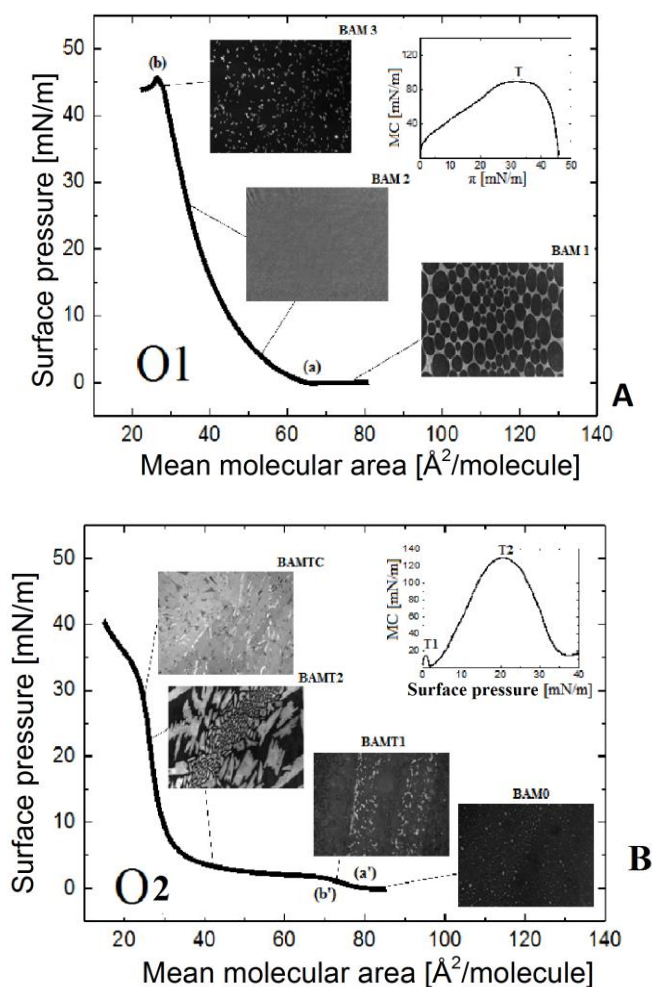 BAM 3
(b)
50
40
30
20
10
0
Surface pressure [mN/m]
MC [mN/m]
120
80
40
T
0 10 20 30 40 50
π [mN/m]
BAM 2
BAM 1
O1
(a)
20 40 60 80 100 120 140
Mean molecular area [Å²/molecule]
A
50
40
30
20
10
0
Surface pressure [mN/m]
BAMTC
MC [mN/m]
140
120
100
80
60
40
20
0
T2
T1
0 10 20 30 40
Surface pressure [mN/m]
BAMT2
BAMT1
BAM0
O2
(a')
(b')
20 40 60 80 100 120 140
Mean molecular area [Å²/molecule]
B